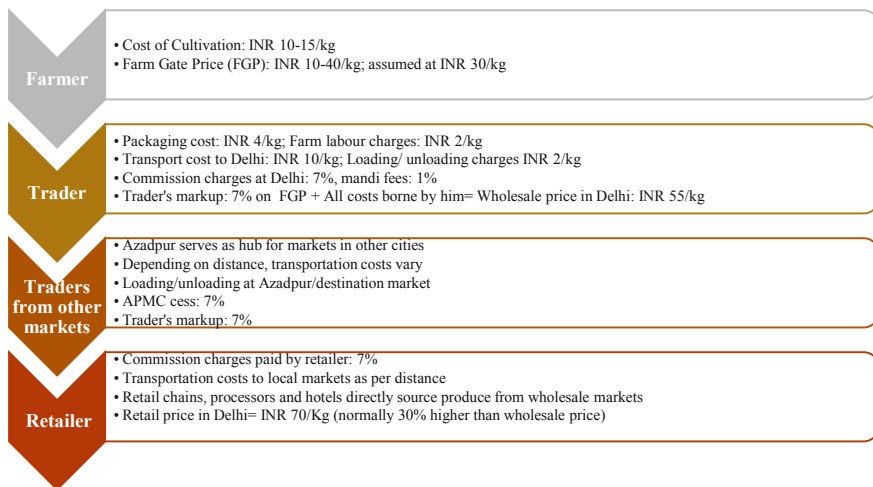 Farmer
• Cost of Cultivation: INR 10-15/kg
• Farm Gate Price (FGP): INR 10-40/kg; assumed at INR 30/kg
Trader
• Packaging cost: INR 4/kg; Farm labour charges: INR 2/kg
• Transport cost to Delhi: INR 10/kg; Loading/ unloading charges INR 2/kg
• Commission charges at Delhi: 7%, mandi fees: 1%
• Trader's markup: 7% on FGP + All costs borne by him= Wholesale price in Delhi: INR 55/kg
Traders
from other
markets
• Azadpur serves as hub for markets in other cities
• Depending on distance, transportation costs vary
• Loading/unloading at Azadpur/destination market
• APMC cess: 7%
• Trader's markup: 7%
Retailer
• Commission charges paid by retailer: 7%
• Transportation costs to local markets as per distance
• Retail chains, processors and hotels directly source produce from wholesale markets
• Retail price in Delhi= INR 70/Kg (normally 30% higher than wholesale price)